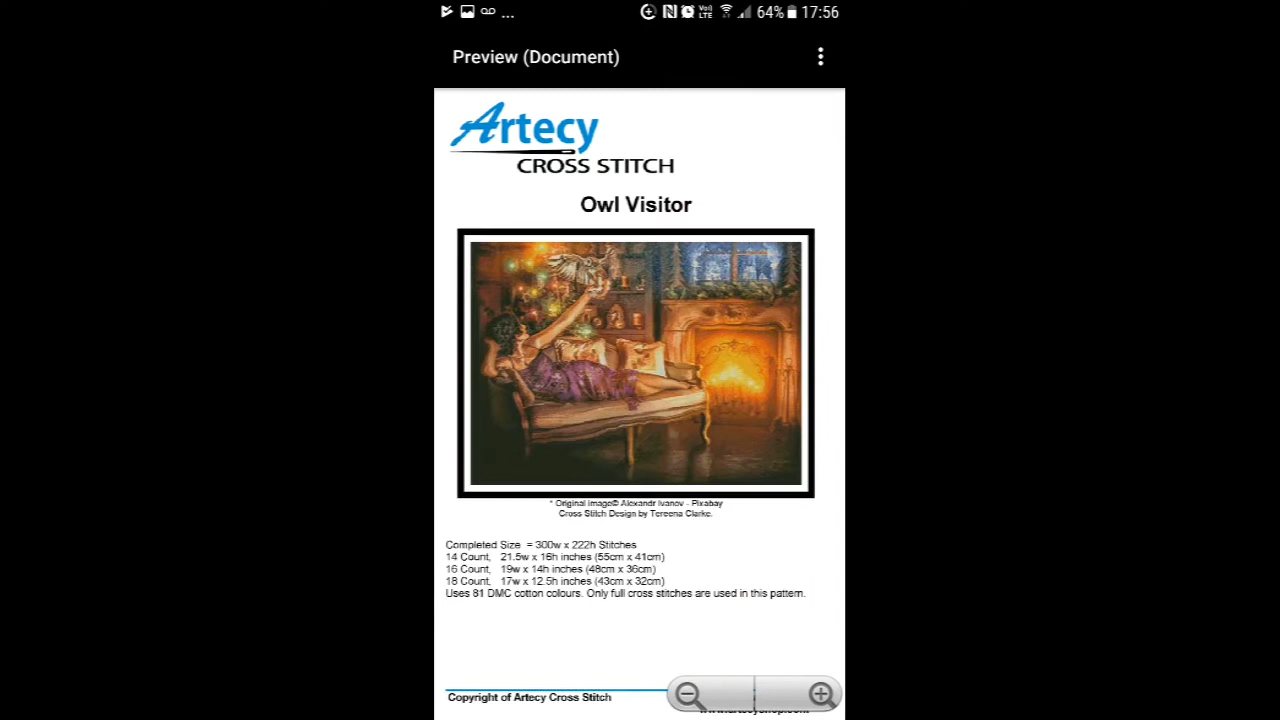 ... Vo)) LTE 64% 17:56
Preview (Document)
Artecy
CROSS STITCH
Owl Visitor
* Original Image© Alexandr Ivanov - Pixabay
Cross Stitch Design by Tereena Clarke.
Completed Size = 300w x 222h Stitches
14 Count, 21.5w x 16h inches (55cm x 41cm)
16 Count, 19w x 14h inches (48cm x 36cm)
18 Count, 17w x 12.5h inches (43cm x 32cm)
Uses 81 DMC cotton colours. Only full cross stitches are used in this pattern.
Copyright of Artecy Cross Stitch